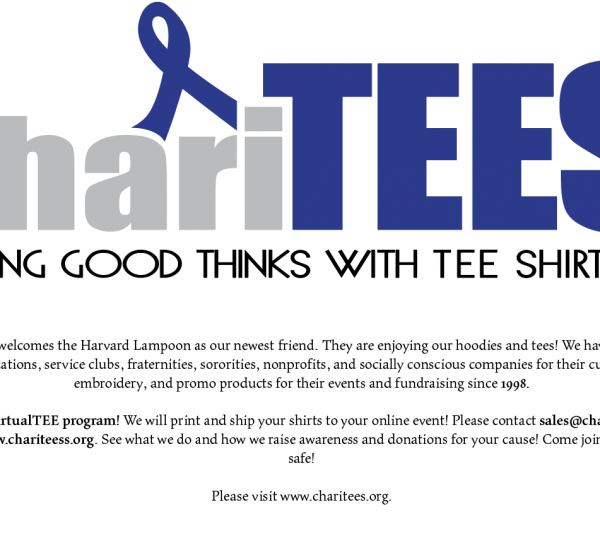 hariTEES
NG GOOD THINKS WITH TEE SHIRT
welcomes the Harvard Lampoon as our newest friend. They are enjoying our hoodies and tees! We hav
ations, service clubs, fraternities, sororities, nonprofits, and socially conscious companies for their cu
embroidery, and promo products for their events and fundraising since 1998.
irtualTEE program! We will print and ship your shirts to your online event! Please contact sales@cha
w.chariteess.org. See what we do and how we raise awareness and donations for your cause! Come join
safe!
Please visit www.charitees.org.